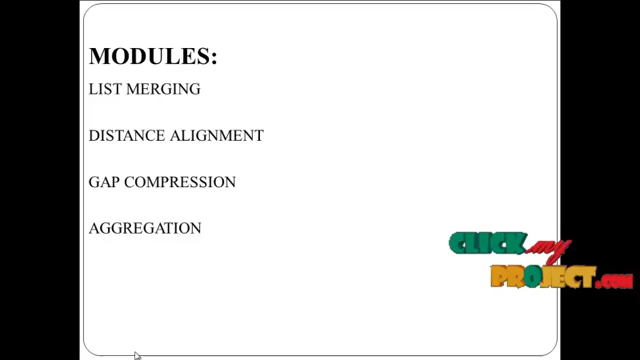 MODULES:
LIST MERGING
DISTANCE ALIGNMENT
GAP COMPRESSION
AGGREGATION
CLICK my
PROJECT.COM